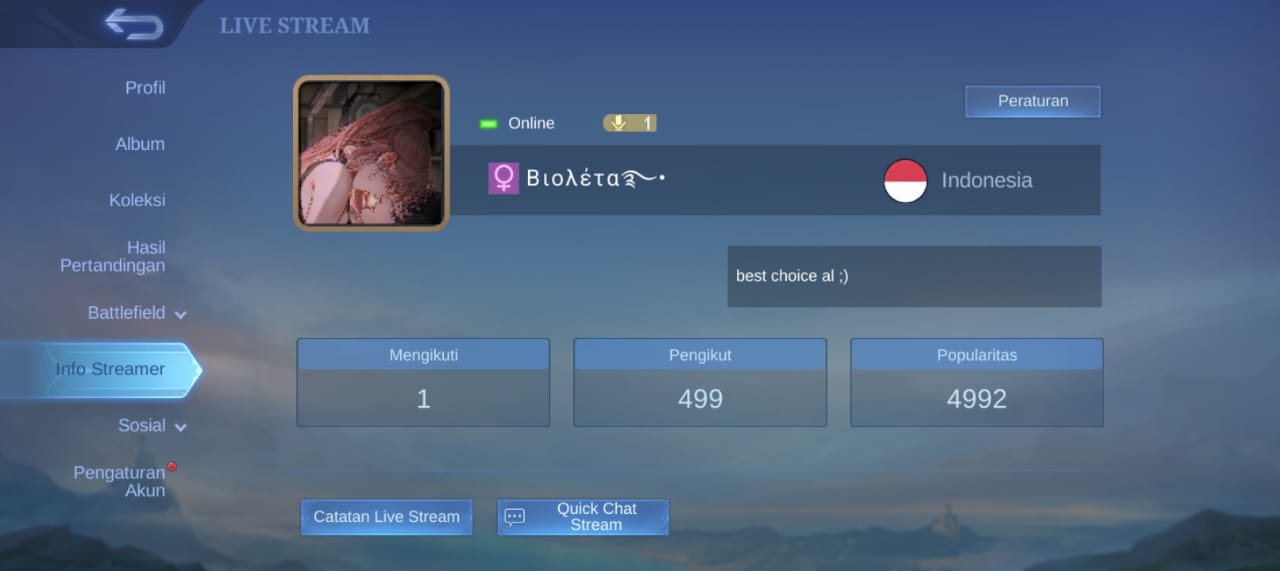 LIVE STREAM
Profil
Album
Koleksi
Hasil
Pertandingan
Battlefield
Info Streamer
Sosial
Pengaturan
Akun
Online
1
Peraturan
Βιολέτα࿐•
Indonesia
best choice al ;)
Mengikuti
1
Pengikut
499
Popularitas
4992
Catatan Live Stream
Quick Chat
Stream